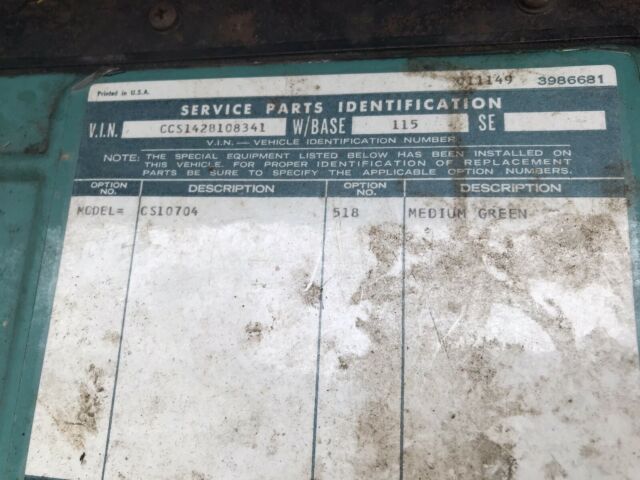 Printed in U.S.A. 011149 3986681
SERVICE PARTS IDENTIFICATION
V.I.N. CCS1428108341 W/BASE 115 SE
V.I.N. — VEHICLE IDENTIFICATION NUMBER
NOTE: THE SPECIAL EQUIPMENT LISTED BELOW HAS BEEN INSTALLED ON
THIS VEHICLE. FOR PROPER IDENTIFICATION OF REPLACEMENT
PARTS BE SURE TO SPECIFY THE APPLICABLE OPTION NUMBERS.
OPTION NO. DESCRIPTION OPTION NO. DESCRIPTION
MODEL= CS10704 518 MEDIUM GREEN